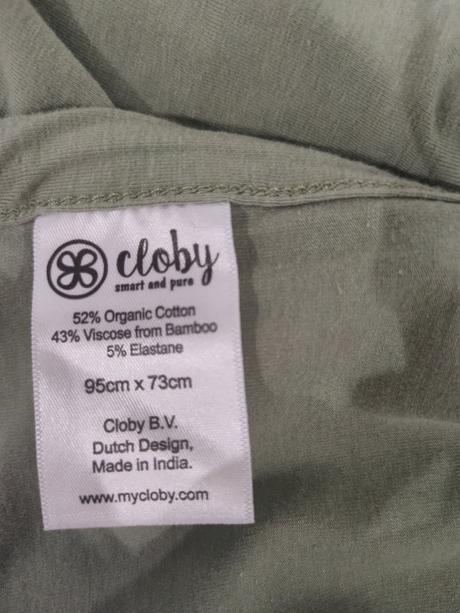 cloby
smart and pure
52% Organic Cotton
43% Viscose from Bamboo
5% Elastane
95cm x 73cm
Cloby B.V.
Dutch Design,
Made in India.
www.mycloby.com